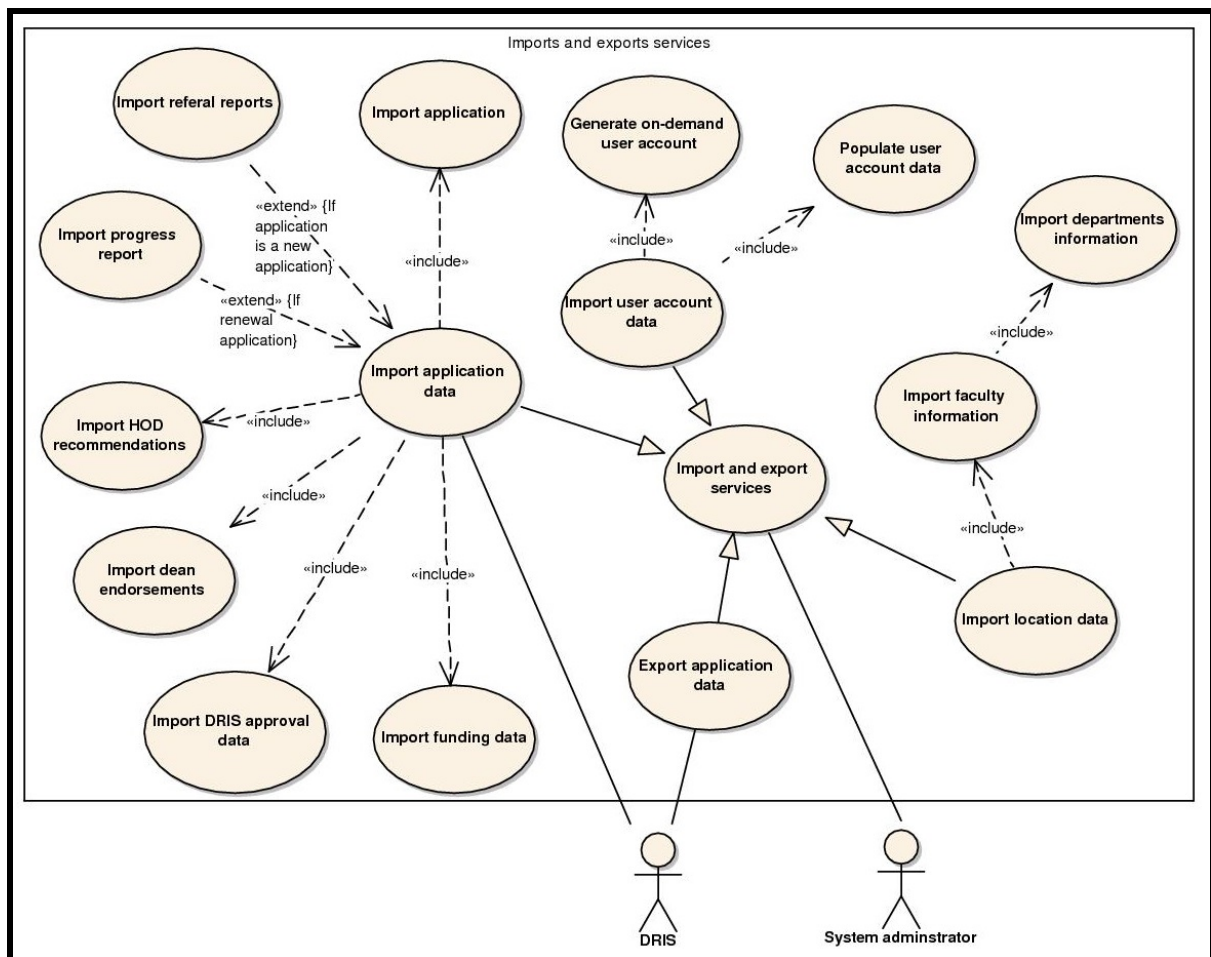 Imports and exports services
Import referal reports
Import application
Generate on-demand
user account
Populate user
account data
Import departments
information
Import progress
report
«extend» {If
application
is a new
application}
«include»
«include»
«include»
«extend» {If
renewal
application}
Import user account
data
«include»
Import application
data
Import faculty
information
Import HOD
recommendations
«include»
Import and export
services
«include»
«include»
Import dean
endorsements
«include»
«include»
Import location data
Export application
data
Import DRIS approval
data
Import funding data
DRIS
System adminstrator